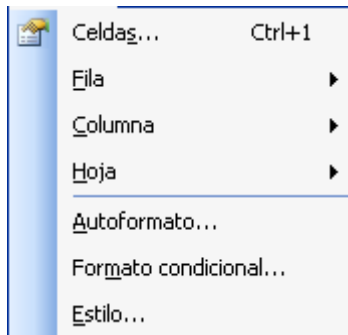 Celdas... Ctrl+1
Fila
Columna
Hoja
Autoformato...
Formato condicional...
Estilo...